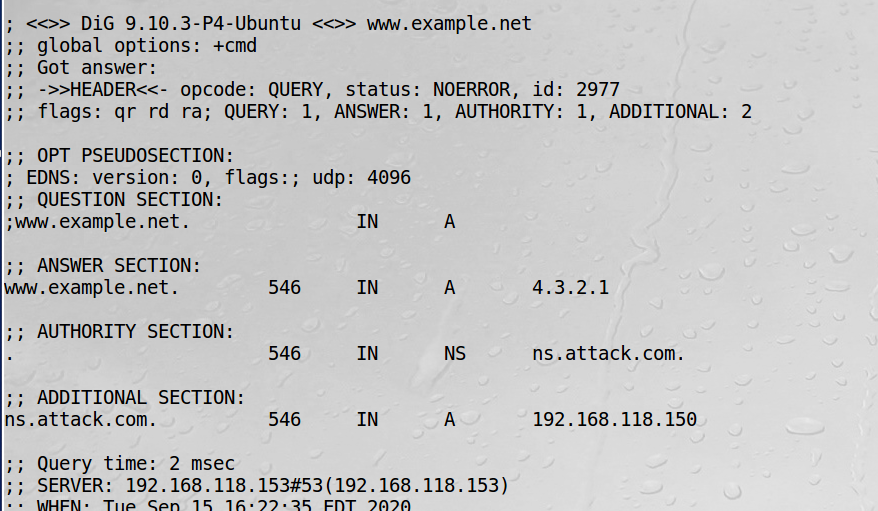 ; <<>> DiG 9.10.3-P4-Ubuntu <<>> www.example.net
;; global options: +cmd
;; Got answer:
;; ->>HEADER<<- opcode: QUERY, status: NOERROR, id: 2977
;; flags: qr rd ra; QUERY: 1, ANSWER: 1, AUTHORITY: 1, ADDITIONAL: 2
;; OPT PSEUDOSECTION:
; EDNS: version: 0, flags:; udp: 4096
;; QUESTION SECTION:
;www.example.net. IN A
;; ANSWER SECTION:
www.example.net. 546 IN A 4.3.2.1
;; AUTHORITY SECTION:
. 546 IN NS ns.attack.com.
;; ADDITIONAL SECTION:
ns.attack.com. 546 IN A 192.168.118.150
;; Query time: 2 msec
;; SERVER: 192.168.118.153#53(192.168.118.153)
;; WHEN: Tue Sep 15 16:22:35 EDT 2020